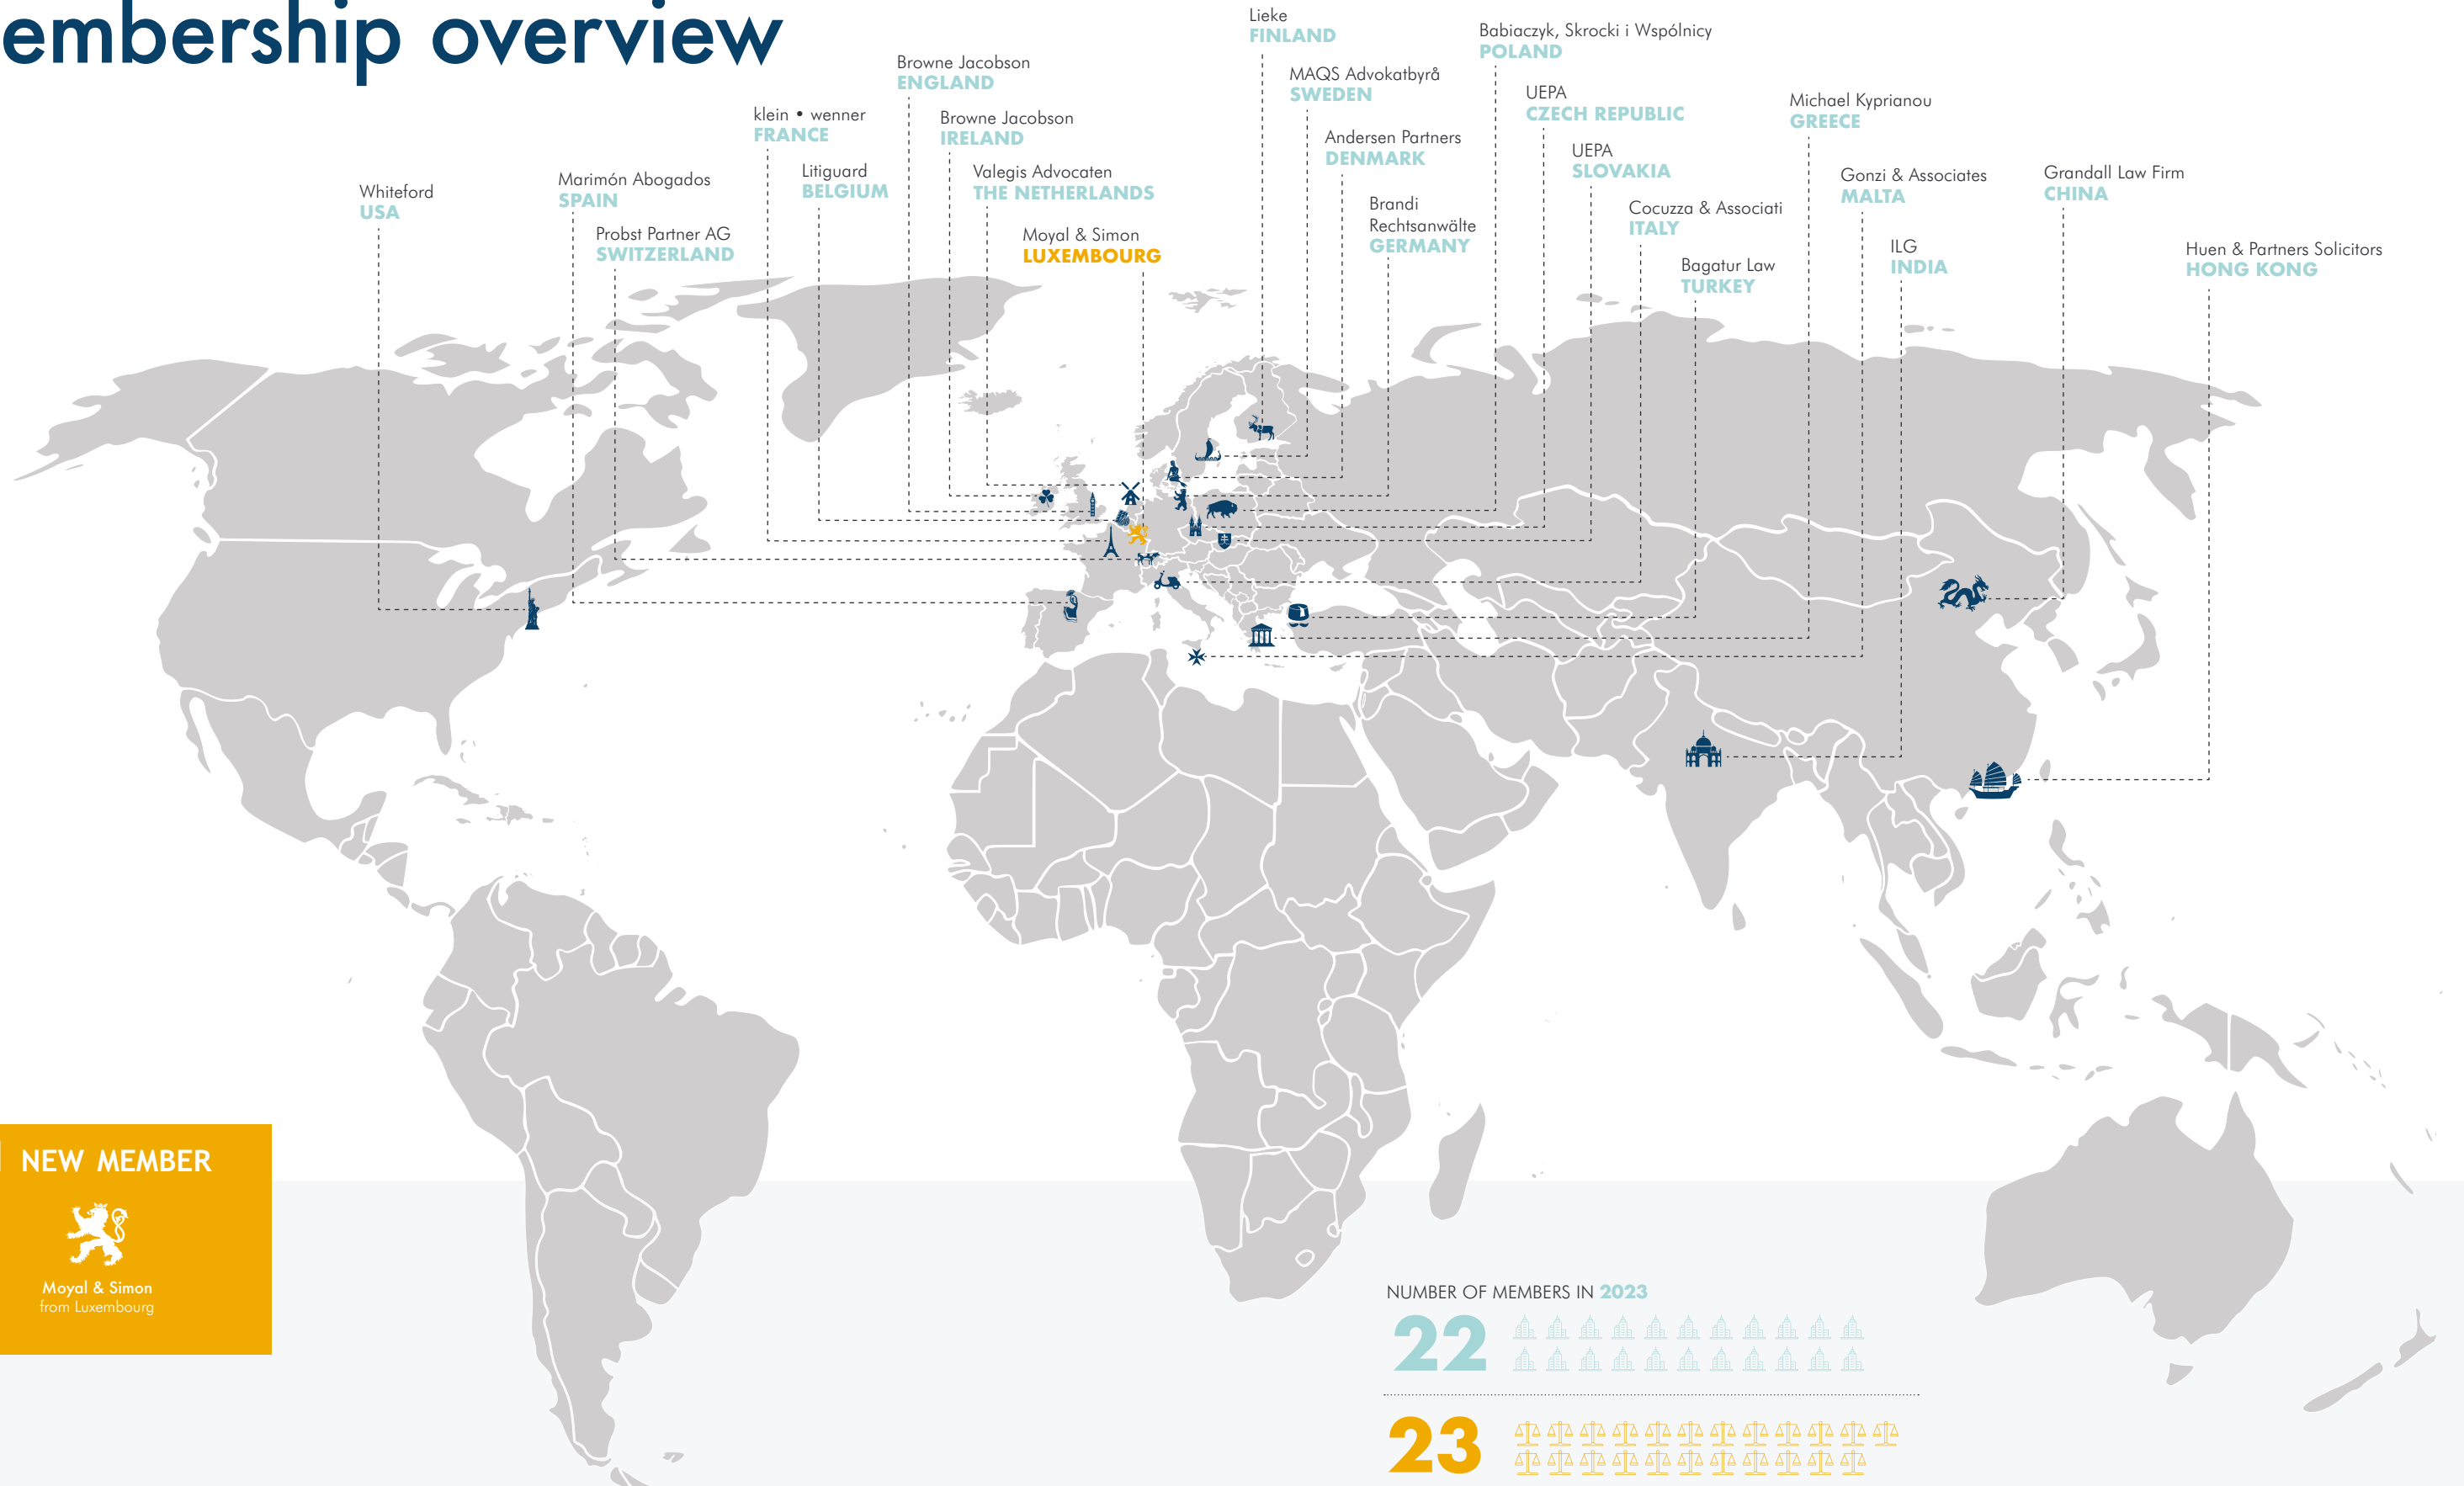 embership overview
Lieke
FINLAND
Babiaczyk, Skrocki i Wspólnicy
POLAND
Browne Jacobson
ENGLAND
MAQS Advokatbyrå
SWEDEN
UEPA
CZECH REPUBLIC
Michael Kyprianou
GREECE
klein • wenner
FRANCE
Browne Jacobson
IRELAND
Andersen Partners
DENMARK
UEPA
SLOVAKIA
Litiguard
BELGIUM
Valegis Advocaten
THE NETHERLANDS
Gonzi & Associates
MALTA
Grandall Law Firm
CHINA
Whiteford
USA
Marimón Abogados
SPAIN
Brandi
Rechtsanwälte
GERMANY
Cocuzza & Associati
ITALY
Probst Partner AG
SWITZERLAND
Moyal & Simon
LUXEMBOURG
ILG
INDIA
Huen & Partners Solicitors
HONG KONG
Bagatur Law
TURKEY
NEW MEMBER
Moyal & Simon
from Luxembourg
NUMBER OF MEMBERS IN 2023
22
23